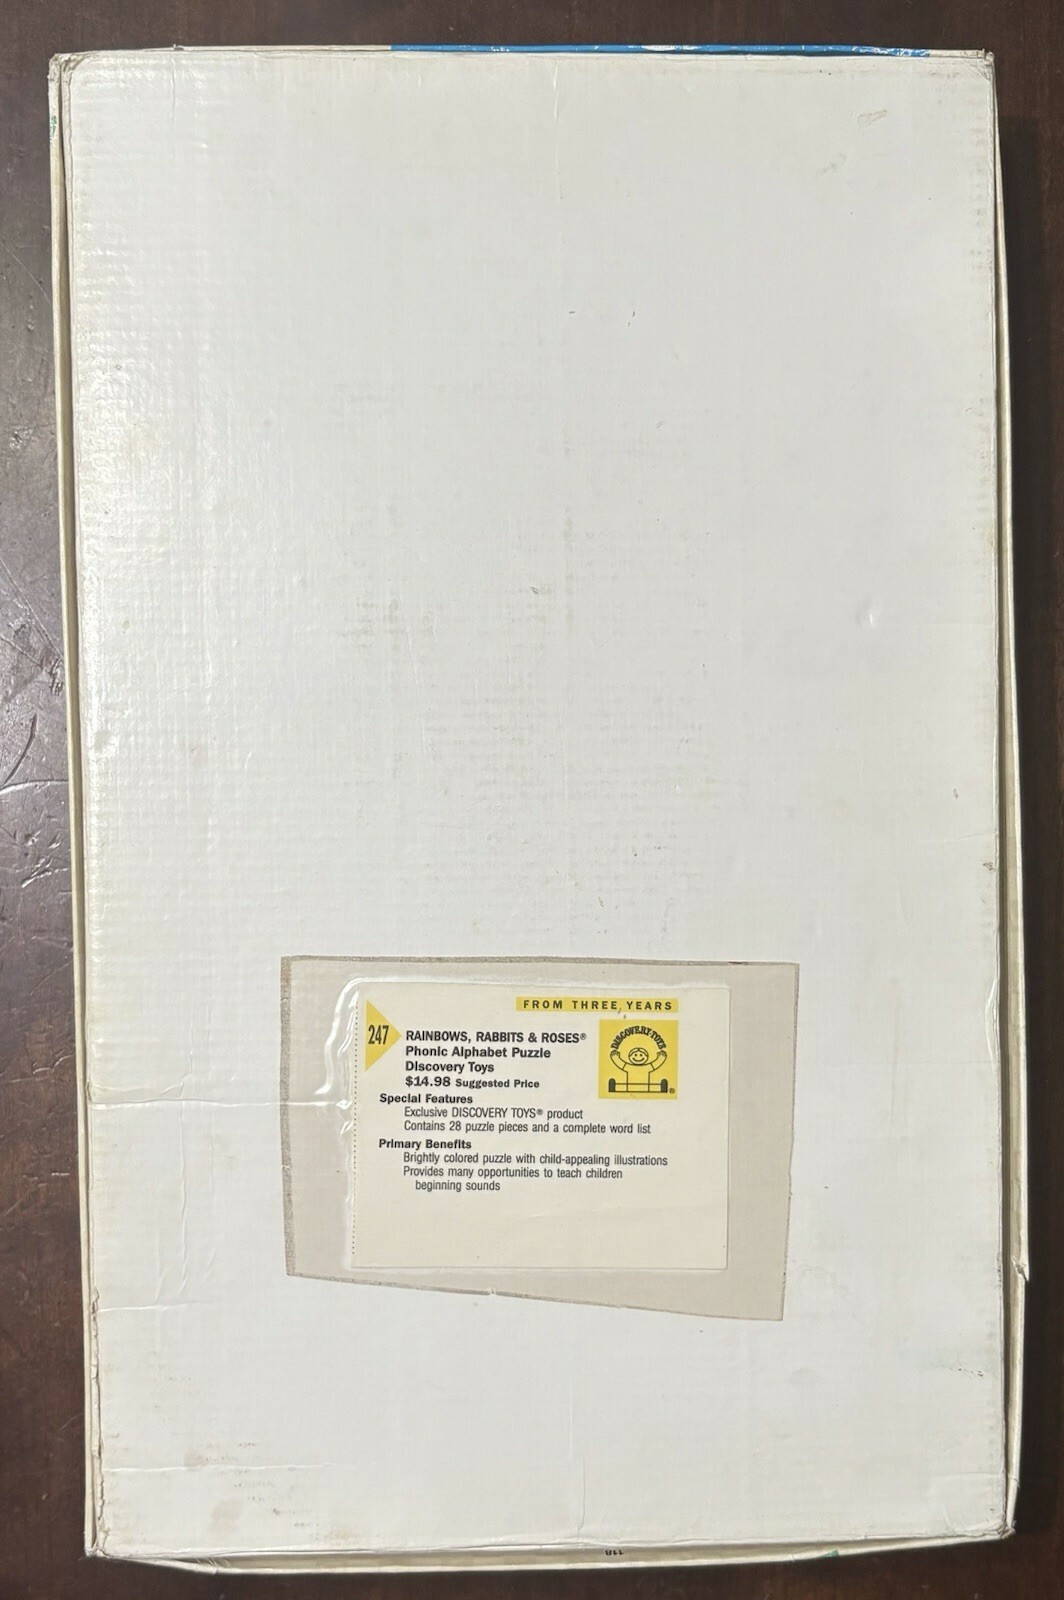 FROM THREE YEARS
247
RAINBOWS, RABBITS & ROSES®
Phonic Alphabet Puzzle
Discovery Toys
$14.98 Suggested Price
DISCOVERY TOYS
®
Special Features
Exclusive DISCOVERY TOYS® product
Contains 28 puzzle pieces and a complete word list
Primary Benefits
Brightly colored puzzle with child-appealing illustrations
Provides many opportunities to teach children
beginning sounds